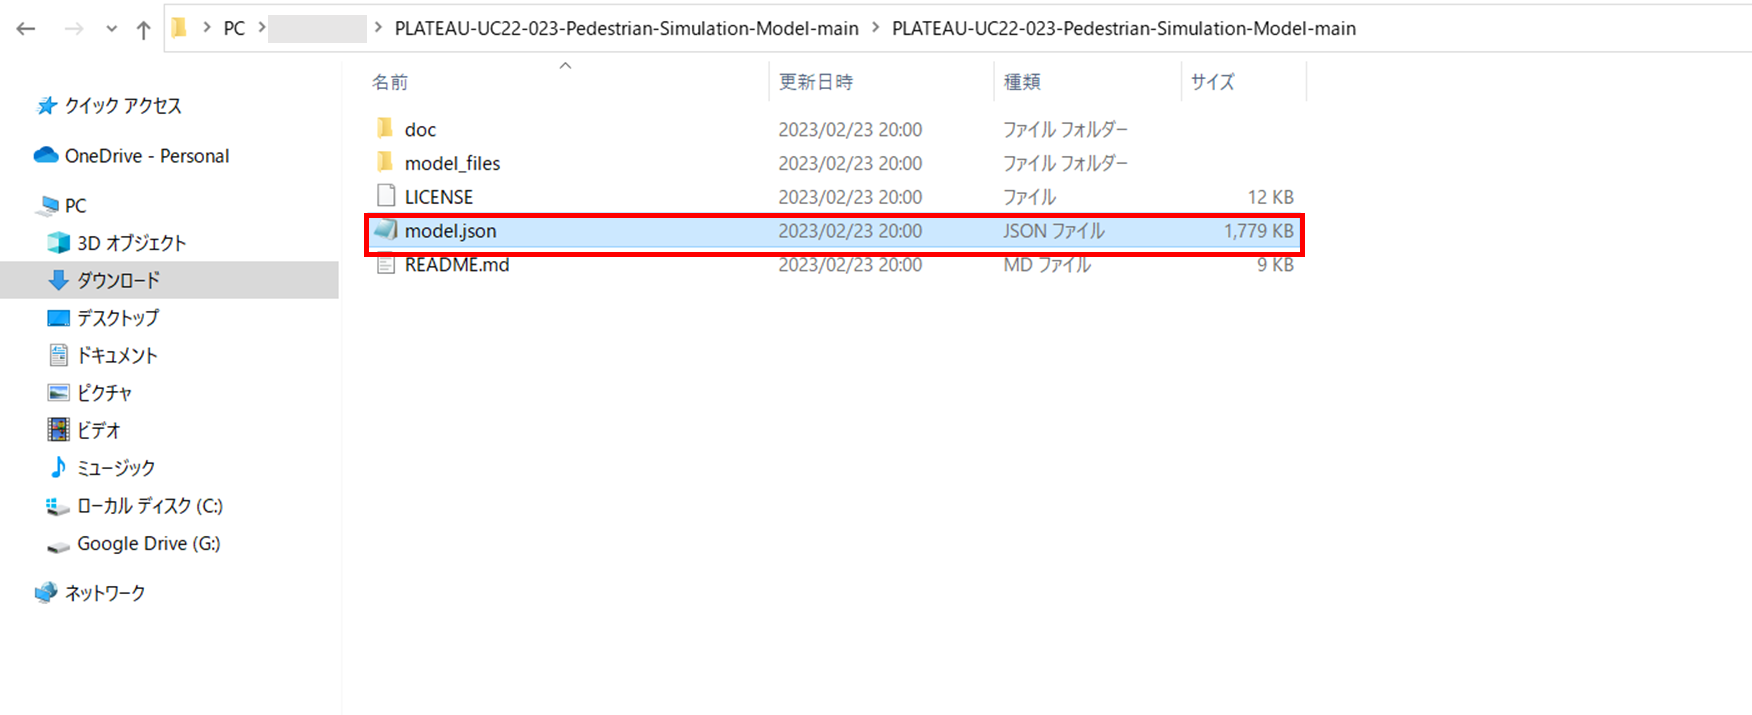 PC > PLATEAU-UC22-023-Pedestrian-Simulation-Model-main > PLATEAU-UC22-023-Pedestrian-Simulation-Model-main
名前 更新日時 種類 サイズ
クイック アクセス
OneDrive - Personal
PC
3D オブジェクト
ダウンロード
デスクトップ
ドキュメント
ピクチャ
ビデオ
ミュージック
ローカル ディスク (C:)
Google Drive (G:)
ネットワーク
doc 2023/02/23 20:00 ファイル フォルダー
model_files 2023/02/23 20:00 ファイル フォルダー
LICENSE 2023/02/23 20:00 ファイル 12 KB
model.json 2023/02/23 20:00 JSON ファイル 1,779 KB
README.md 2023/02/23 20:00 MD ファイル 9 KB